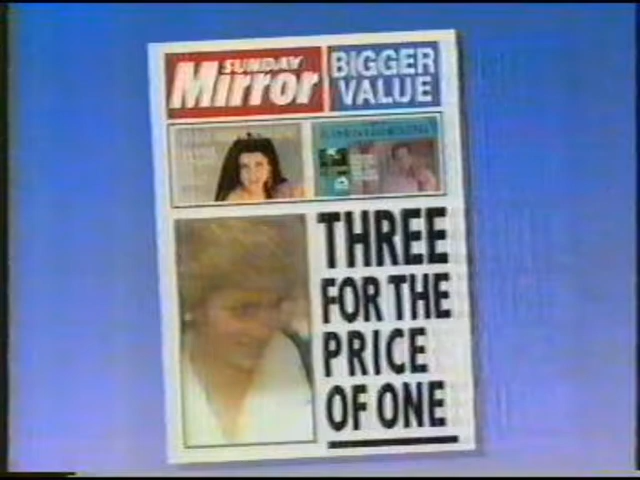 SUNDAY
Mirror
BIGGER
VALUE
THREE
FOR THE
PRICE
OF ONE